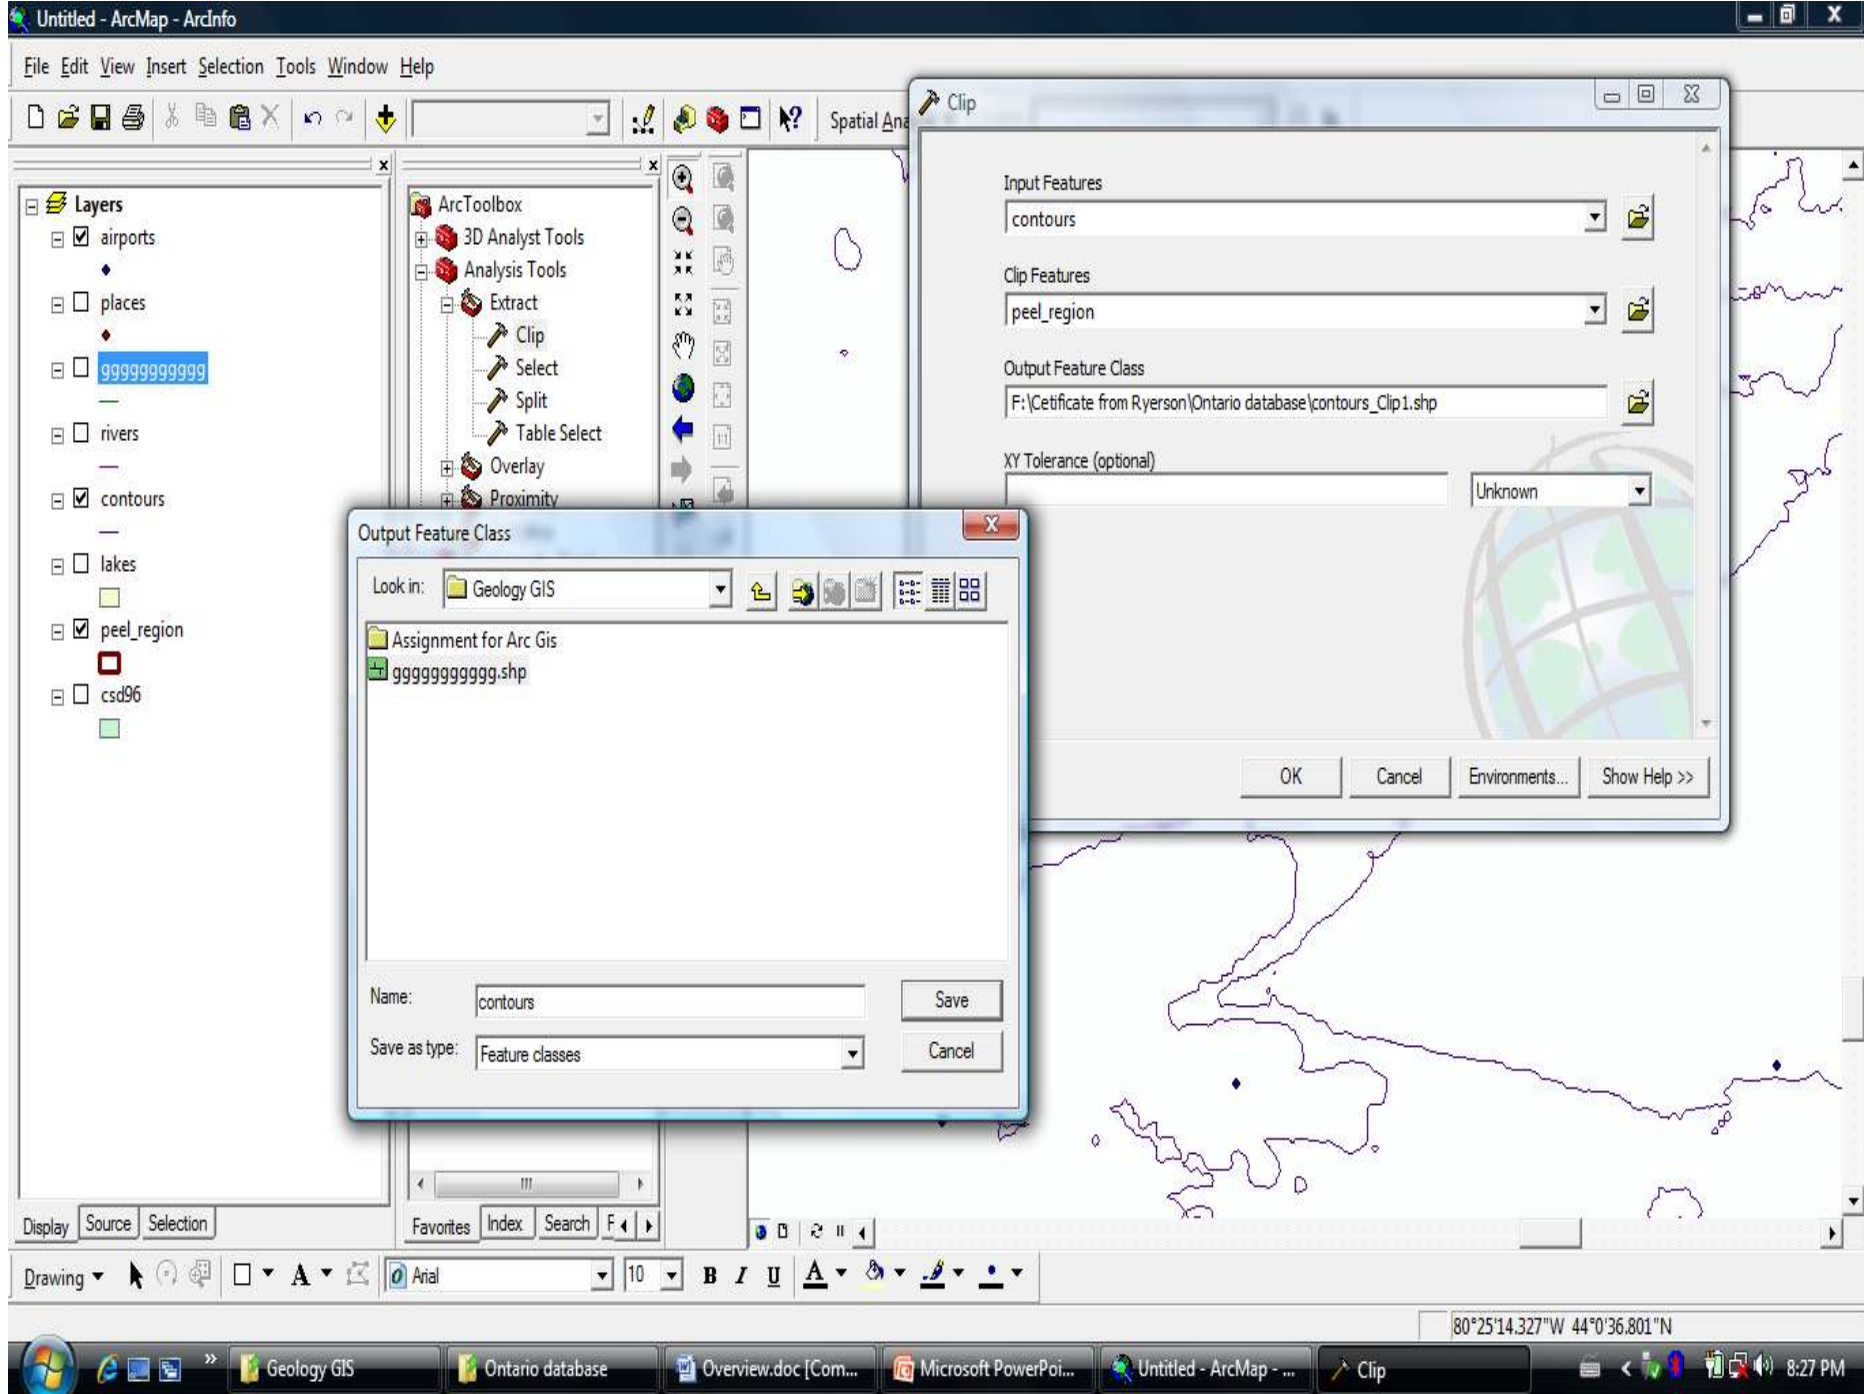 Untitled - ArcMap - ArcInfo
File Edit View Insert Selection Tools Window Help
Spatial Ana
Layers
airports
places
ggggggggggg
rivers
contours
lakes
peel_region
csd96
Display Source Selection
ArcToolbox
3D Analyst Tools
Analysis Tools
Extract
Clip
Select
Split
Table Select
Overlay
Proximity
Favorites Index Search F
Clip
Input Features
contours
Clip Features
peel_region
Output Feature Class
F:\Cetificate from Ryerson\Ontario database\contours_Clip1.shp
XY Tolerance (optional)
Unknown
OK Cancel Environments... Show Help >>
Output Feature Class
Look in: Geology GIS
Assignment for Arc Gis
ggggggggggg.shp
Name: contours Save
Save as type: Feature classes Cancel
Drawing A Arial 10 B I U A
80°25'14.327"W 44°0'36.801"N
Geology GIS Ontario database Overview.doc [Com... Microsoft PowerPoi... Untitled - ArcMap - ... Clip 8:27 PM